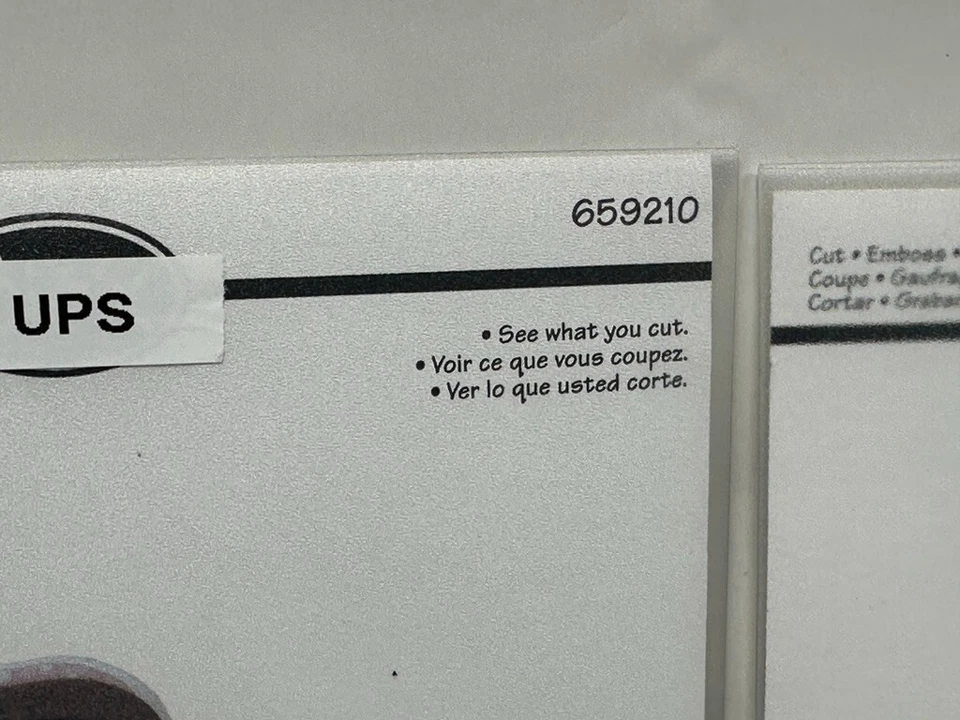 659210
UPS
• See what you cut.
• Voir ce que vous coupez.
• Ver lo que usted corte.
Cut • Emboss •
Coupe •
Cortar •